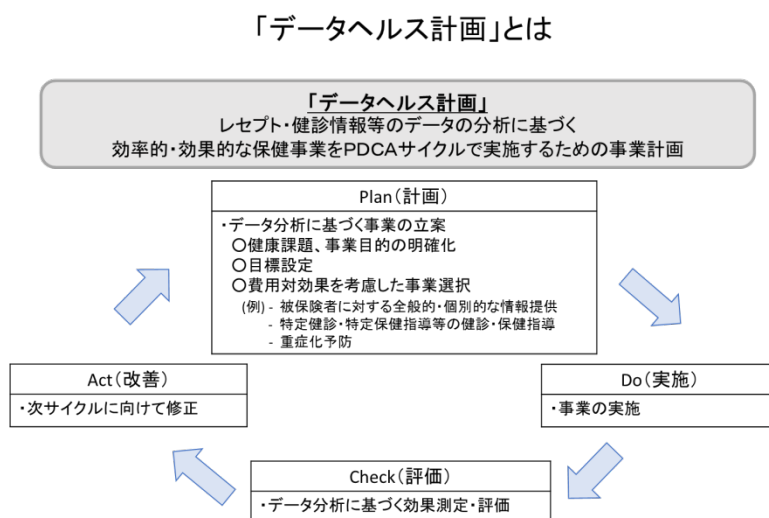 「データヘルス計画」とは
「データヘルス計画」
レセプト・健診情報等のデータの分析に基づく
効率的・効果的な保健事業をPDCAサイクルで実施するための事業計画
Plan(計画)
・データ分析に基づく事業の立案
○健康課題、事業目的の明確化
○目標設定
○費用対効果を考慮した事業選択
(例) - 被保険者に対する全般的・個別的な情報提供
- 特定健診・特定保健指導等の健診・保健指導
- 重症化予防
Act(改善)
・次サイクルに向けて修正
Do(実施)
・事業の実施
Check(評価)
・データ分析に基づく効果測定・評価